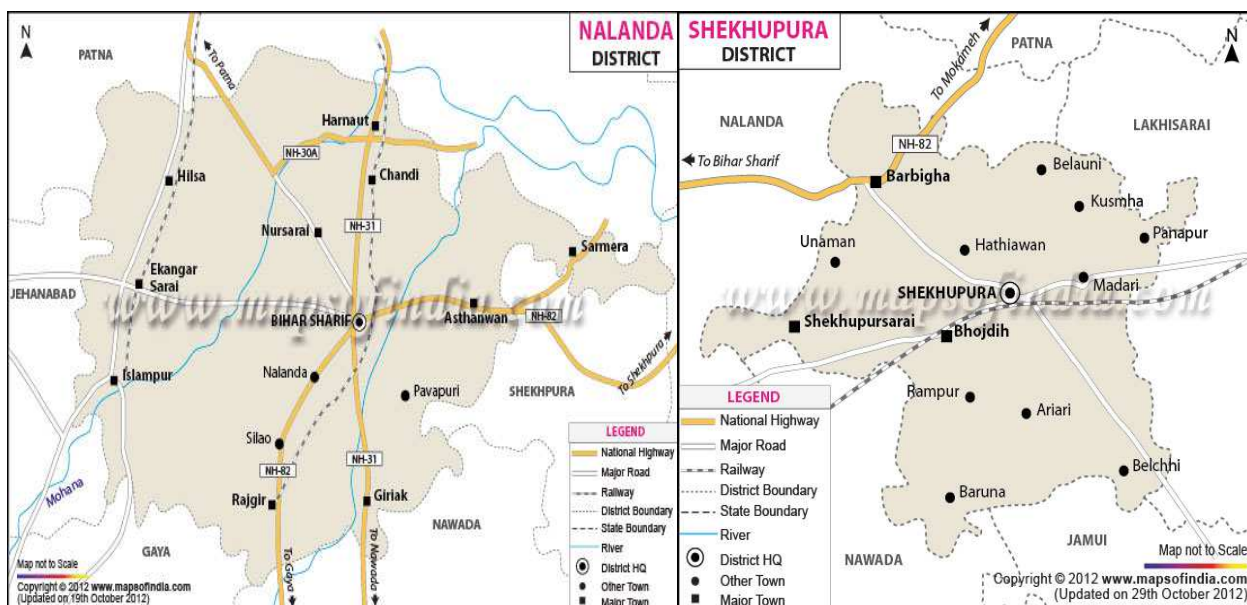 N
PATNA
NALANDA
DISTRICT
To Patna
Harnaut
NH-30A
Hilsa
Chandi
NH-31
Nursarai
Sarmera
Ekangar
Sarai
JEHANABAD
www.mapsofindia.com
BIHAR SHARIF
Asthanwan
NH-82
To Shekhpura
Islampur
Nalanda
Pavapuri
SHEKHPURA
Silao
NH-82
NH-31
Mohana
Rajgir
Giriak
NAWADA
GAYA
To Gaya
To Nawada
LEGEND
National Highway
Major Road
Railway
District Boundary
State Boundary
River
District HQ
Other Town
Major Town
Map not to Scale
Copyright © 2012 www.mapsofindia.com
(Updated on 19th October 2012)
SHEKHUPURA
DISTRICT
N
PATNA
To Mokameh
NALANDA
LAKHISARAI
NH-82
To Bihar Sharif
Barbigha
Belauni
Kusmha
Panapur
Unaman
Hathiawan
SHEKHUPURA
Madari
www.mapsofindia.com
Shekhupursarai
Bhojdih
Rampur
Ariari
Belchhi
Baruna
NAWADA
JAMUI
LEGEND
National Highway
Major Road
Railway
District Boundary
State Boundary
River
District HQ
Other Town
Major Town
Map not to Scale
Copyright © 2012 www.mapsofindia.com
(Updated on 29th October 2012)